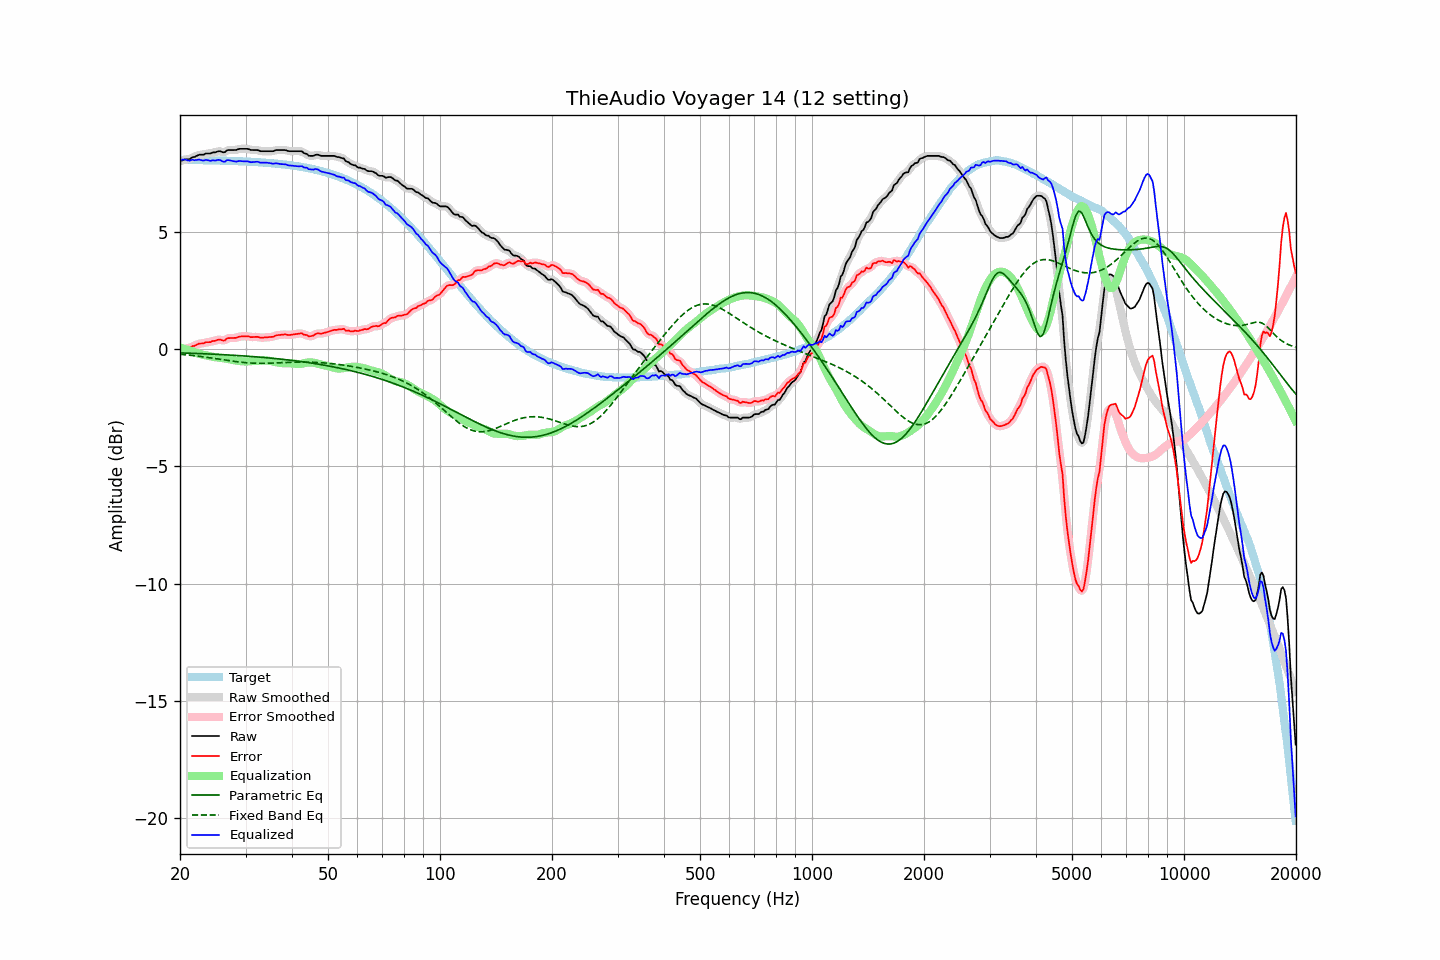 ThieAudio Voyager 14 (12 setting)
Amplitude (dBr)
5
0
−5
−10
−15
−20
Target
Raw Smoothed
Error Smoothed
Raw
Error
Equalization
Parametric Eq
Fixed Band Eq
Equalized
20 50 100 200 500 1000 2000 5000 10000 20000
Frequency (Hz)